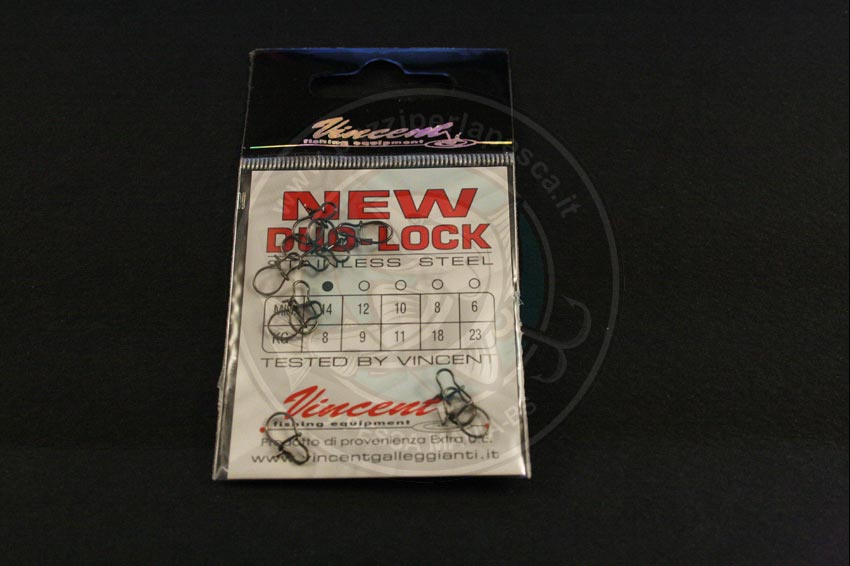 Vincent
fishing equipment
NEW
DUO-LOCK
STAINLESS STEEL
14 12 10 8 6
KG 8 9 11 18 23
TESTED BY VINCENT
Vincent
fishing equipment
Prodotto di provenienza Extra U.E.
www.vincentgalleggianti.it